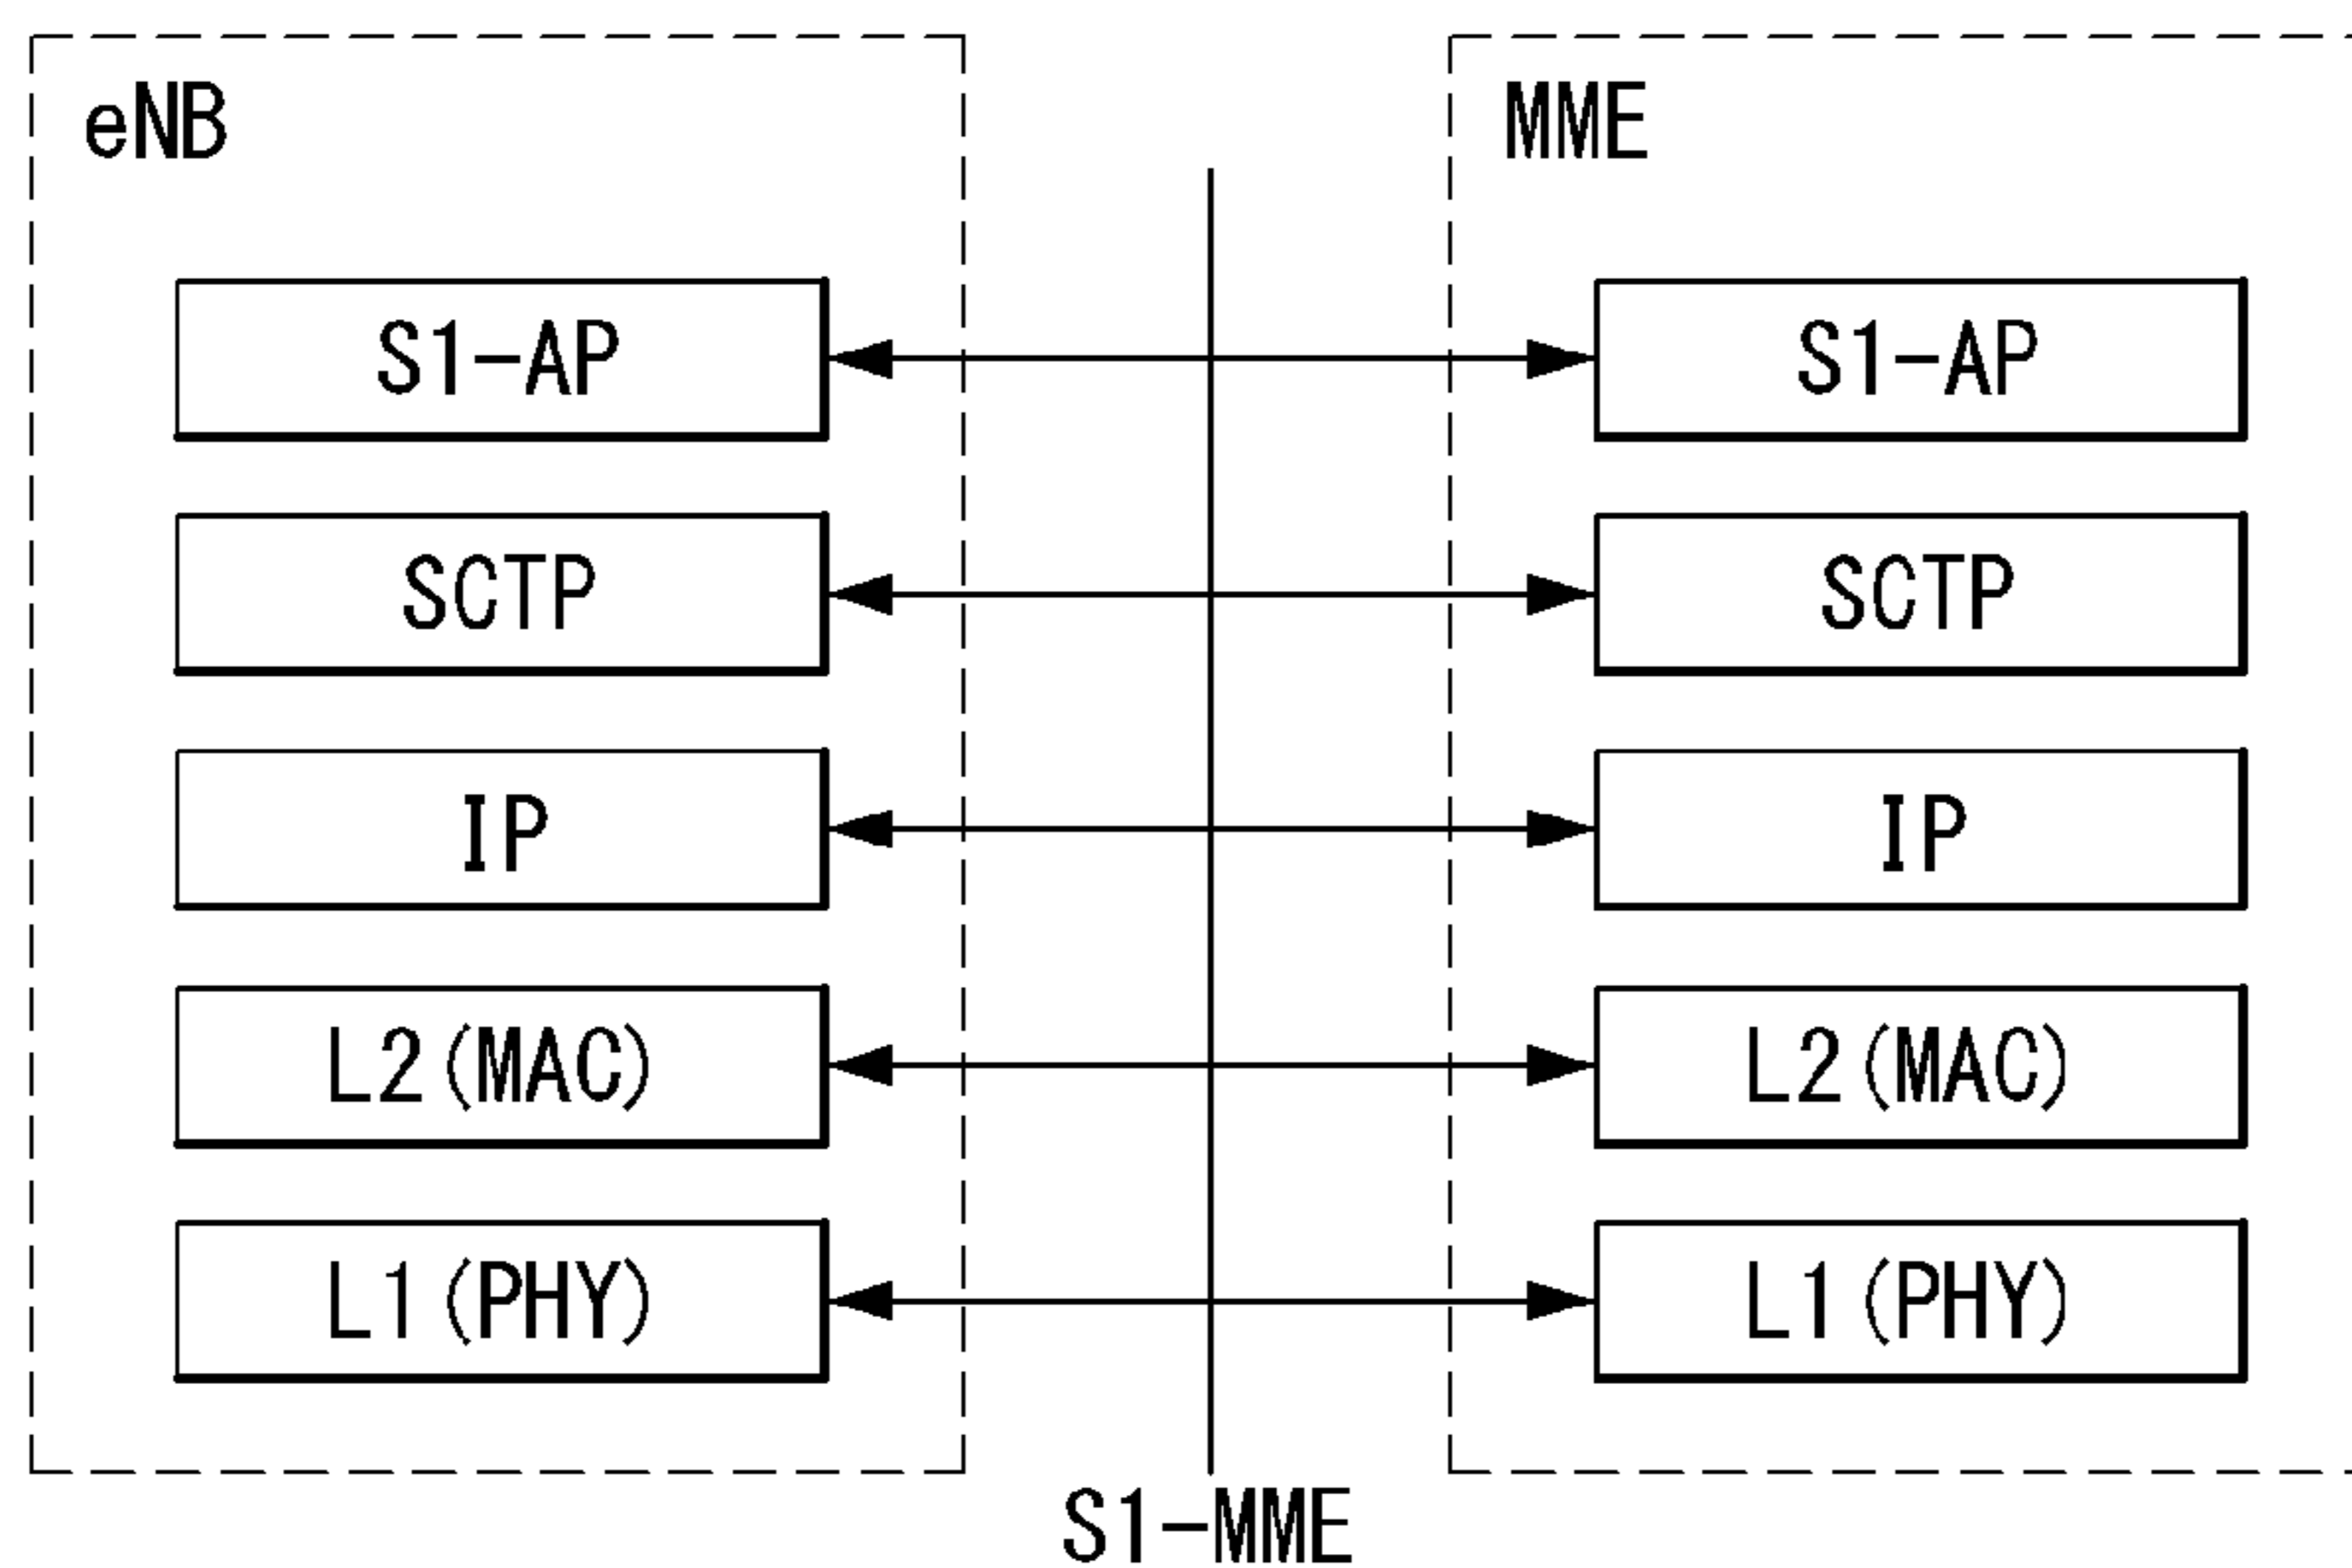 eNB
MME
S1-AP
S1-AP
SCTP
SCTP
IP
IP
L2(MAC)
L2(MAC)
L1(PHY)
L1(PHY)
S1-MME